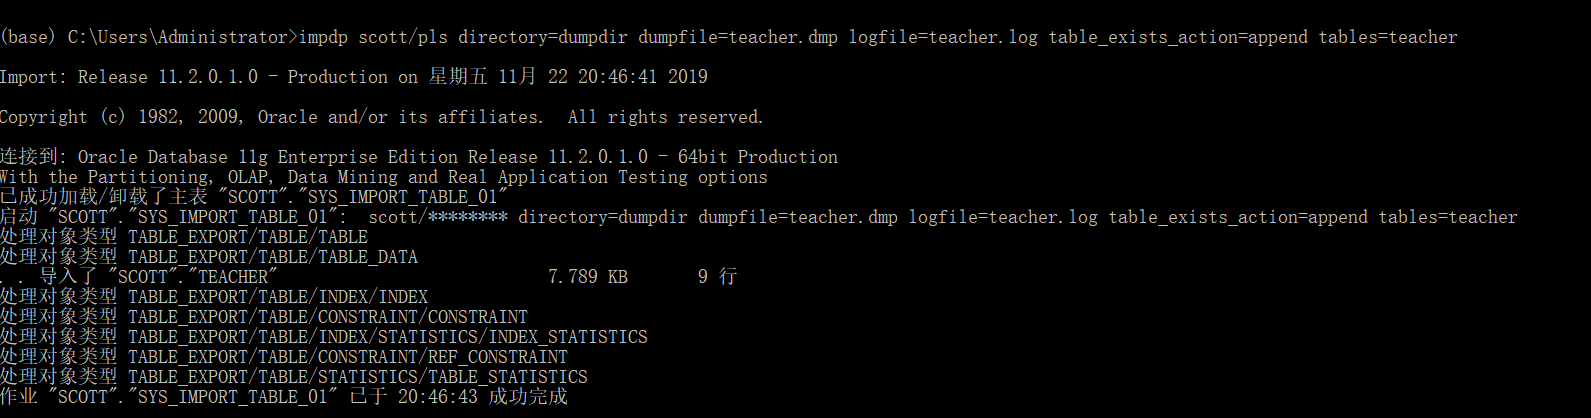 (base) C:\Users\Administrator>impdp scott/pls directory=dumpdir dumpfile=teacher.dmp logfile=teacher.log table_exists_action=append tables=teacher
Import: Release 11.2.0.1.0 - Production on 星期五 11月 22 20:46:41 2019
Copyright (c) 1982, 2009, Oracle and/or its affiliates.  All rights reserved.
连接到: Oracle Database 11g Enterprise Edition Release 11.2.0.1.0 - 64bit Production
With the Partitioning, OLAP, Data Mining and Real Application Testing options
已成功加载/卸载了主表 "SCOTT"."SYS_IMPORT_TABLE_01"
启动 "SCOTT"."SYS_IMPORT_TABLE_01":  scott/******** directory=dumpdir dumpfile=teacher.dmp logfile=teacher.log table_exists_action=append tables=teacher
处理对象类型 TABLE_EXPORT/TABLE/TABLE
处理对象类型 TABLE_EXPORT/TABLE/TABLE_DATA
. . 导入了 "SCOTT"."TEACHER"                           7.789 KB       9 行
处理对象类型 TABLE_EXPORT/TABLE/INDEX/INDEX
处理对象类型 TABLE_EXPORT/TABLE/CONSTRAINT/CONSTRAINT
处理对象类型 TABLE_EXPORT/TABLE/INDEX/STATISTICS/INDEX_STATISTICS
处理对象类型 TABLE_EXPORT/TABLE/CONSTRAINT/REF_CONSTRAINT
处理对象类型 TABLE_EXPORT/TABLE/STATISTICS/TABLE_STATISTICS
作业 "SCOTT"."SYS_IMPORT_TABLE_01" 已于 20:46:43 成功完成